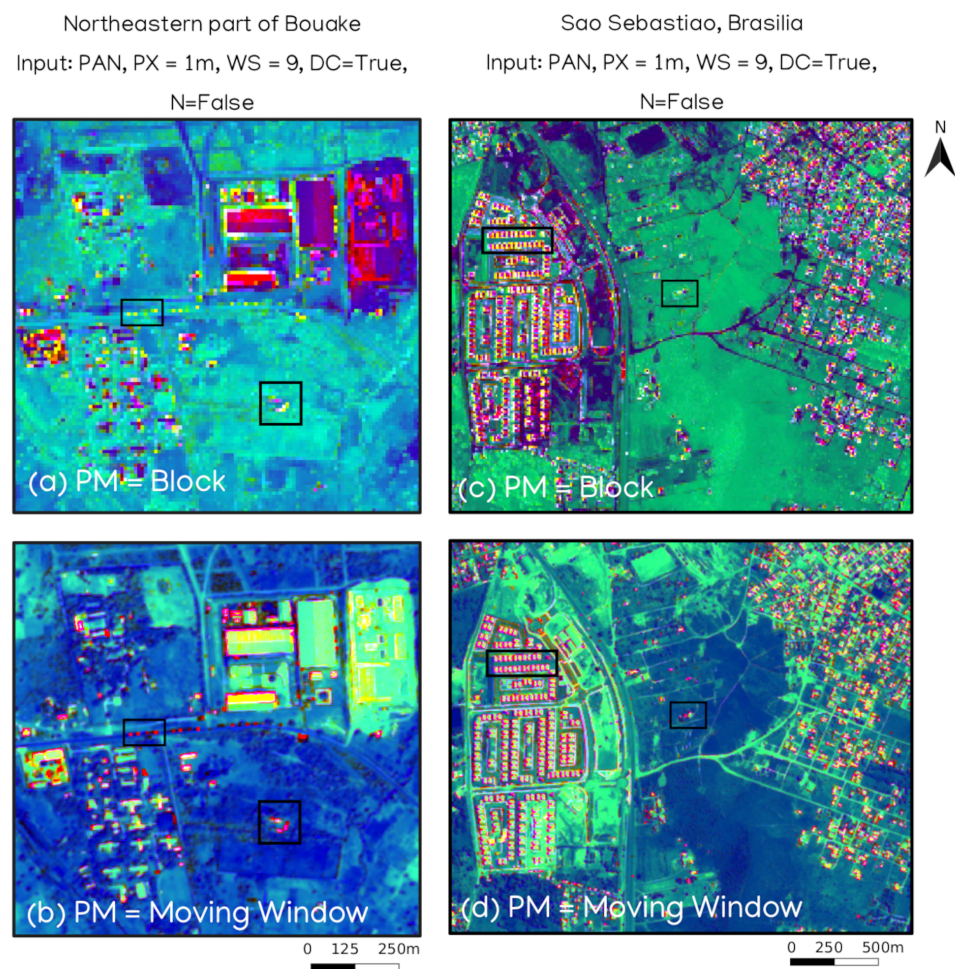 Northeastern part of Bouake
Input: PAN, PX = 1m, WS = 9, DC=True,
N=False
(a) PM = Block
(b) PM = Moving Window
0 125 250m
Sao Sebastiao, Brasilia
Input: PAN, PX = 1m, WS = 9, DC=True,
N=False
N
(c) PM = Block
(d) PM = Moving Window
0 250 500m